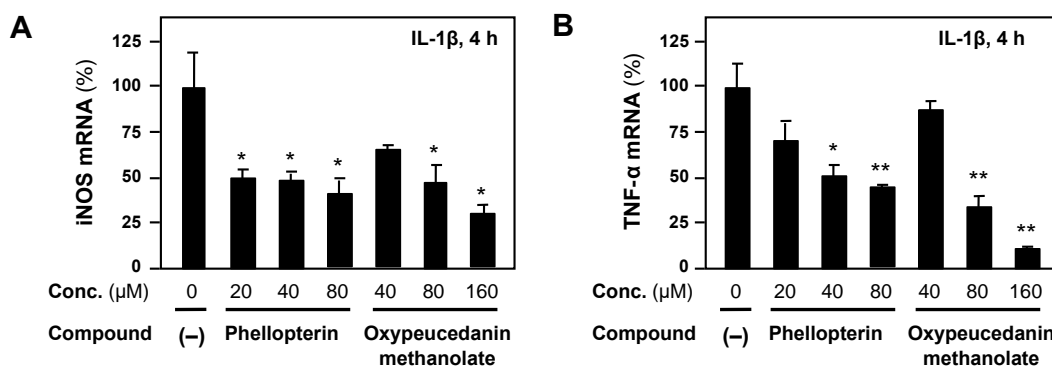 A
IL-1β, 4 h
iNOS mRNA (%)
125
100
75
50
25
0
* * * * *
Conc. (µM) 0 20 40 80 40 80 160
Compound (–) Phellopterin Oxypeucedanin
methanolate
B
IL-1β, 4 h
TNF-α mRNA (%)
125
100
75
50
25
0
* ** ** **
Conc. (µM) 0 20 40 80 40 80 160
Compound (–) Phellopterin Oxypeucedanin
methanolate